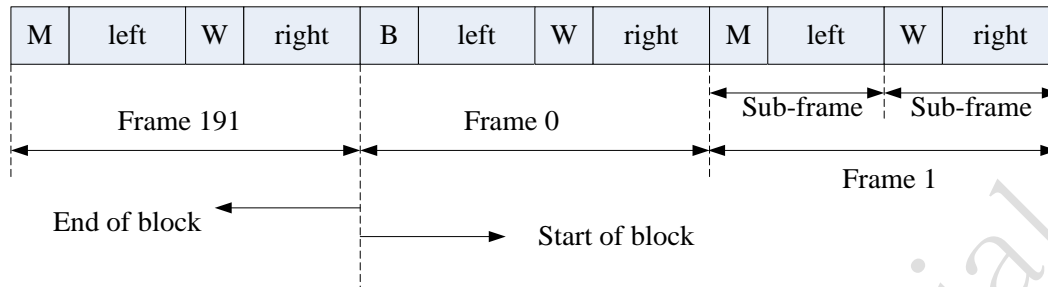 M left W right B left W right M left W right
Sub-frame Sub-frame
Frame 191 Frame 0
Frame 1
End of block Start of block